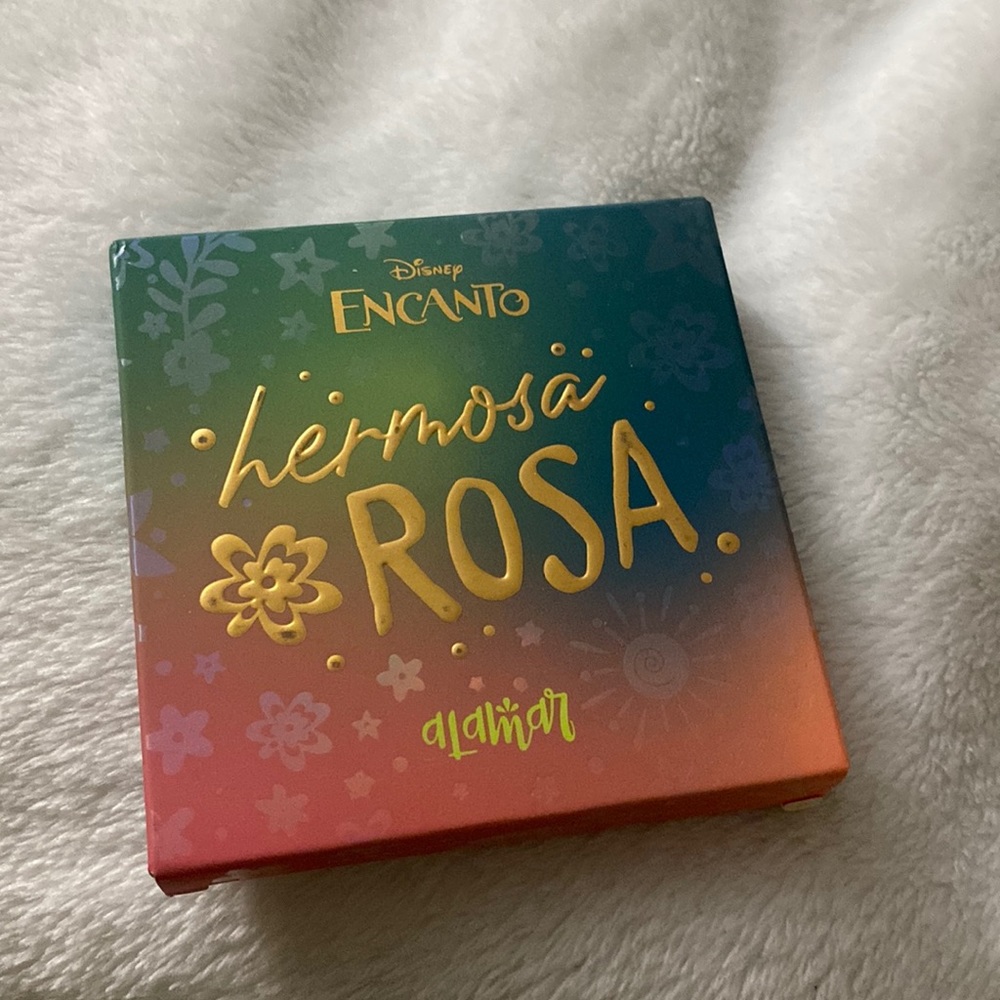 Disney
ENCANTO
hermosa
ROSA
alamar